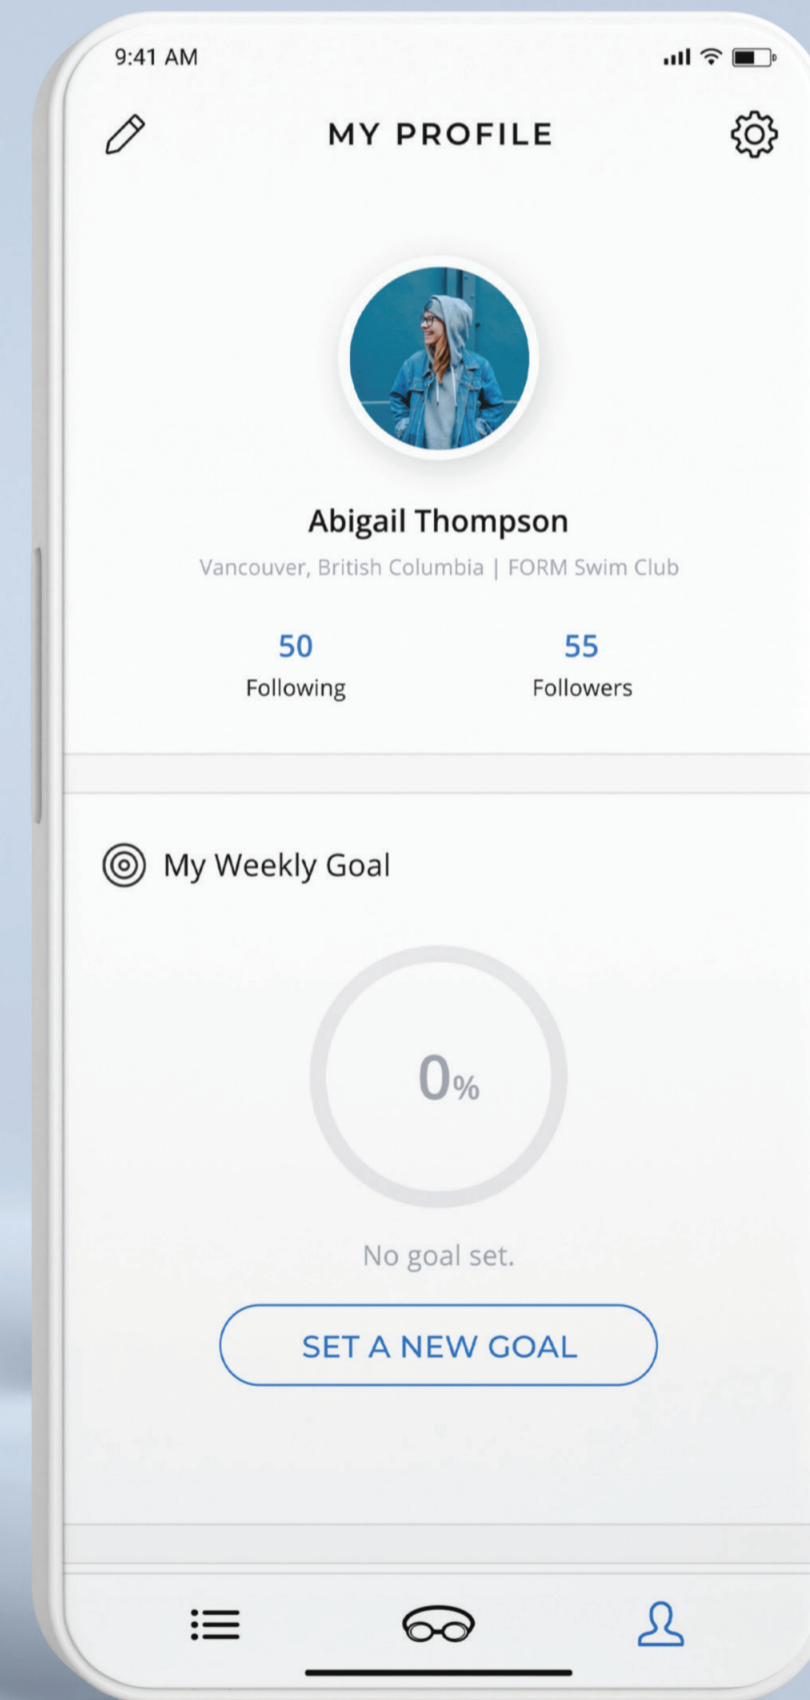 9:41 AM
MY PROFILE
Abigail Thompson
Vancouver, British Columbia | FORM Swim Club
50
Following
55
Followers
My Weekly Goal
0%
No goal set.
SET A NEW GOAL